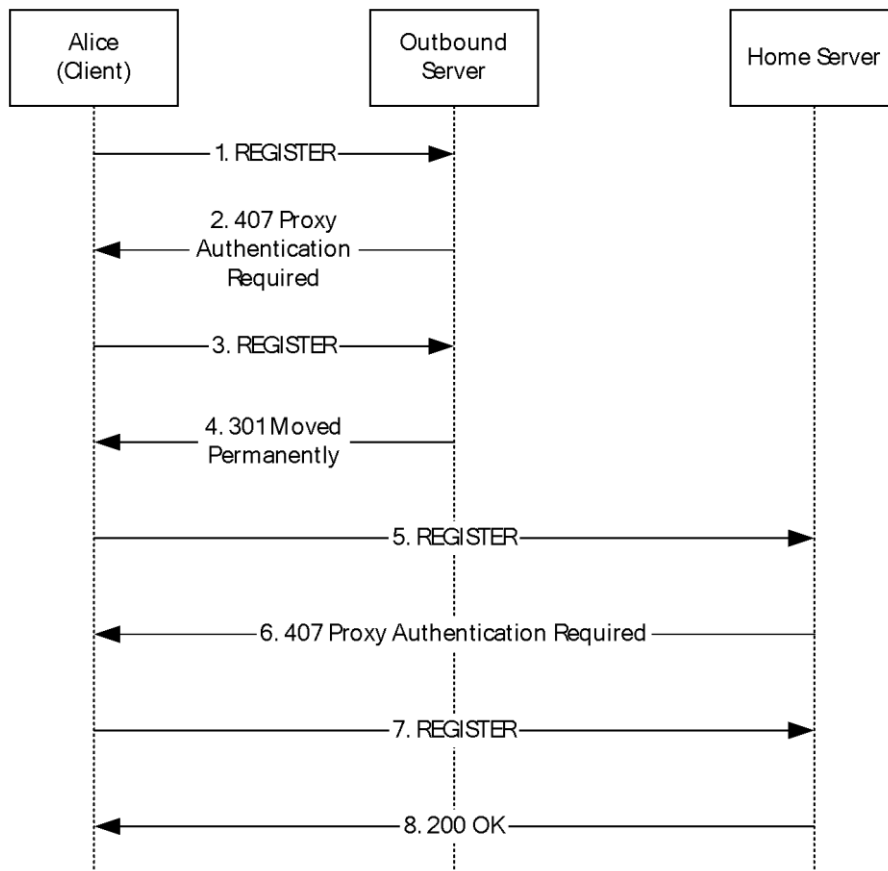 Alice
(Client)
Outbound
Server
Home Server
1. REGISTER
2. 407 Proxy
Authentication
Required
3. REGISTER
4. 301 Moved
Permanently
5. REGISTER
6. 407 Proxy Authentication Required
7. REGISTER
8. 200 OK